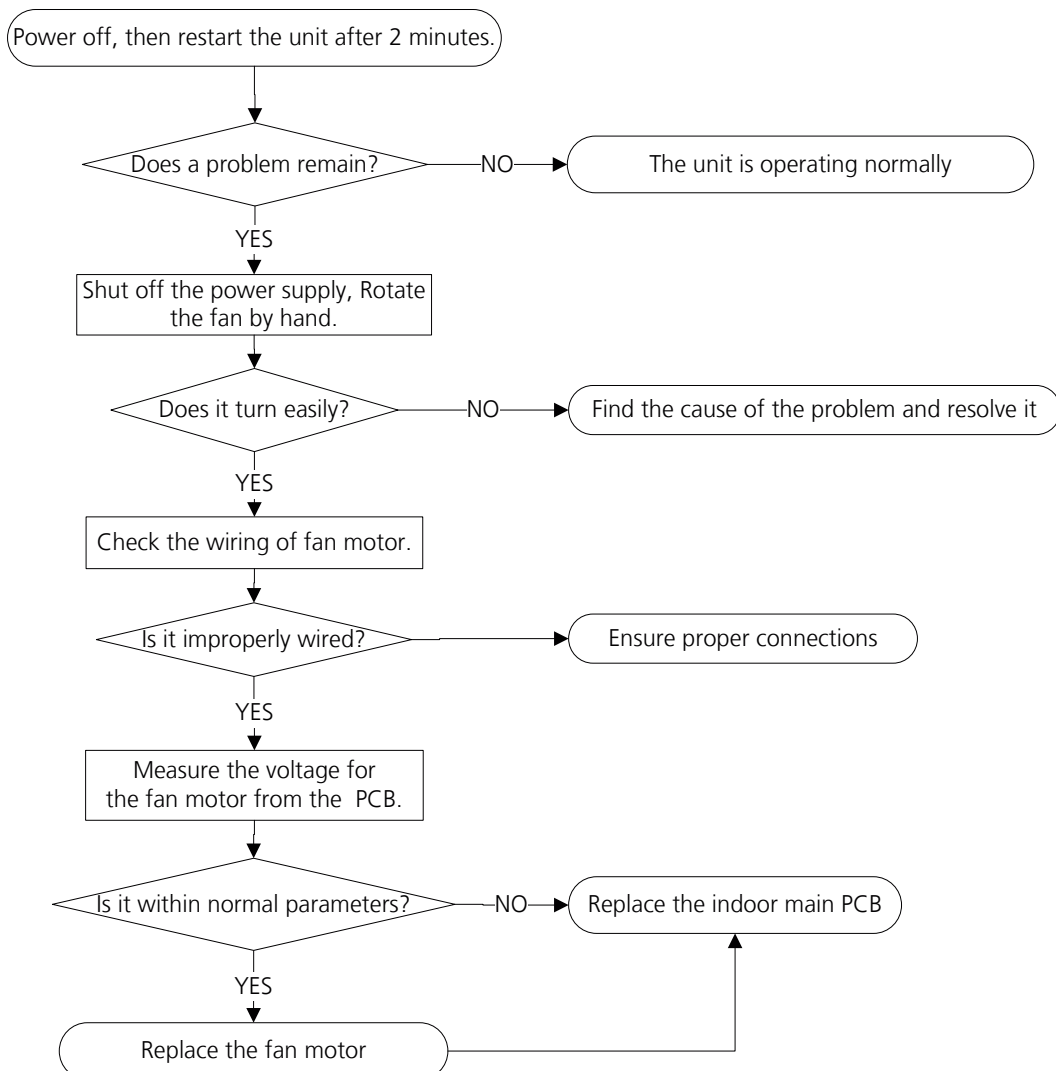 Power off, then restart the unit after 2 minutes.
Does a problem remain?
NO
The unit is operating normally
YES
Shut off the power supply, Rotate
the fan by hand.
Does it turn easily?
NO
Find the cause of the problem and resolve it
YES
Check the wiring of fan motor.
Is it improperly wired?
Ensure proper connections
YES
Measure the voltage for
the fan motor from the PCB.
Is it within normal parameters?
NO
Replace the indoor main PCB
YES
Replace the fan motor